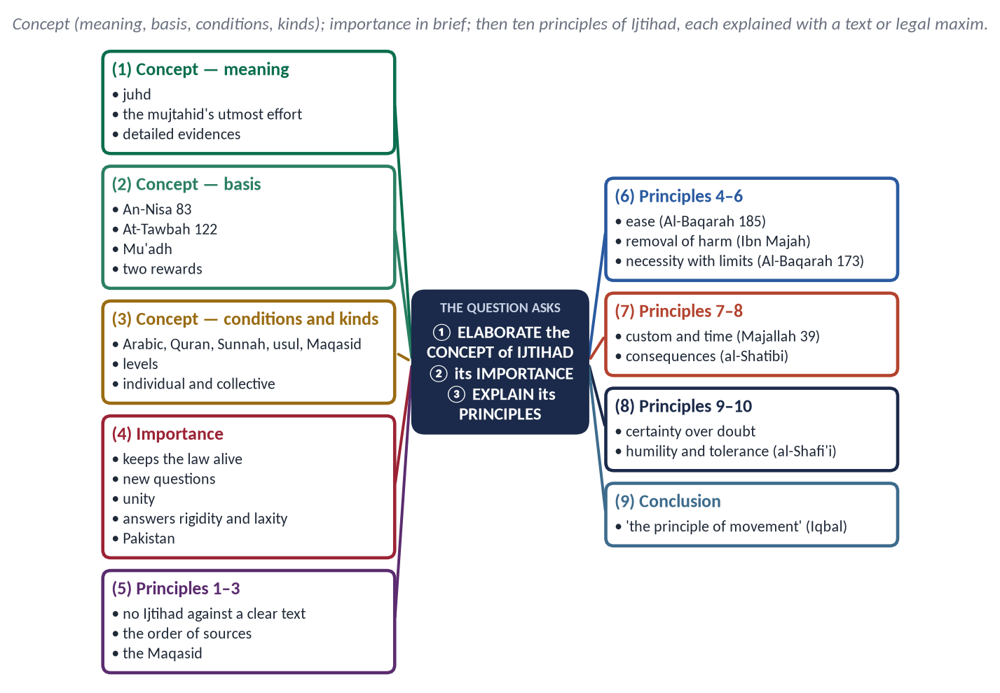 Concept (meaning, basis, conditions, kinds); importance in brief; then ten principles of Ijtihad, each explained with a text or legal maxim.
(1) Concept — meaning
• juhd
• the mujtahid's utmost effort
• detailed evidences
(2) Concept — basis
• An-Nisa 83
• At-Tawbah 122
• Mu'adh
• two rewards
(3) Concept — conditions and kinds
• Arabic, Quran, Sunnah, usul, Maqasid
• levels
• individual and collective
(4) Importance
• keeps the law alive
• new questions
• unity
• answers rigidity and laxity
• Pakistan
(5) Principles 1–3
• no Ijtihad against a clear text
• the order of sources
• the Maqasid
THE QUESTION ASKS
① ELABORATE the
CONCEPT of IJTIHAD
② its IMPORTANCE
③ EXPLAIN its
PRINCIPLES
(6) Principles 4–6
• ease (Al-Baqarah 185)
• removal of harm (Ibn Majah)
• necessity with limits (Al-Baqarah 173)
(7) Principles 7–8
• custom and time (Majallah 39)
• consequences (al-Shatibi)
(8) Principles 9–10
• certainty over doubt
• humility and tolerance (al-Shafi'i)
(9) Conclusion
• 'the principle of movement' (Iqbal)